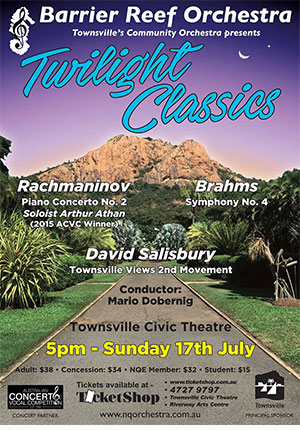 Barrier Reef Orchestra
Townsville's Community Orchestra presents
Twilight
Classics
Rachmaninov
Piano Concerto No. 2
Soloist Arthur Athan
(2015 ACVC Winner)
Brahms
Symphony No. 4
David Salisbury
Townsville Views 2nd Movement
Conductor:
Mario Dobernig
Townsville Civic Theatre
5pm - Sunday 17th July
Adult: $38 • Concession: $34 • NQE Member: $32 • Student: $15
AUSTRALIAN
CONCERTO
VOCAL COMPETITION
CONCERT PARTNER
Tickets available at -
TicketShop
• www.ticketshop.com.au
• 4727 9797
• Townsville Civic Theatre
• Riverway Arts Centre
www.nqorchestra.com.au
Townsville
PRINCIPAL SPONSOR